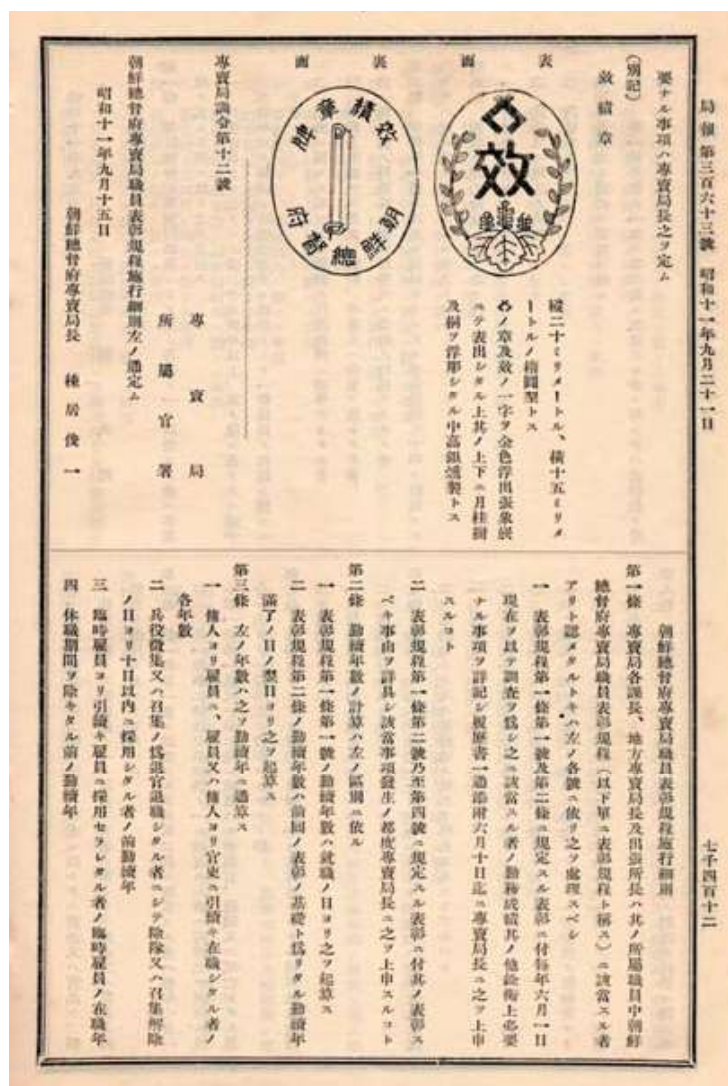 局報 第三百六十三號 昭和十一年九月二十一日
七千四百十二
要ナル事項ハ專賣局長之ヲ定ム
(別記)
效績章
表面
效
縱二十ミリメートル、橫十五ミリメ
ートルノ橢圓型トス
ノ章及效ノ一字ヲ金色浮出張象嵌
ニテ表出シタル上其ノ上下ニ月桂樹
及桐ヲ浮彫シタル中高銀燻製トス
裏面
效績章牌
朝鮮總督府
專賣局訓令第十二號
專賣局
所屬官署
朝鮮總督府專賣局職員表彰規程施行細則左ノ通定ム
昭和十一年九月十五日
朝鮮總督府專賣局長 棟居俊一
朝鮮總督府專賣局職員表彰規程施行細則
第一條 專賣局各課長、地方專賣局長及出張所長ハ其ノ所屬職員中朝鮮
總督府專賣局職員表彰規程(以下單ニ表彰規程ト稱ス)ニ該當スル者
アリト認メタルトキハ左ノ各號ニ依リ之ヲ處理スベシ
一 表彰規程第一條第一號及第二條ニ規定スル表彰ニ付每年六月一日
現在ヲ以テ調査ヲ爲シ之ニ該當スル者ノ勤務成績其ノ他銓衡上必要
ナル事項ヲ詳記シ履歷書一通添附六月十日迄ニ專賣局長ニ之ヲ上申
スルコト
二 表彰規程第一條第二號乃至第四號ニ規定スル表彰ニ付其ノ表彰ス
ベキ事由ヲ詳具シ該當事項發生ノ都度專賣局長ニ之ヲ上申スルコト
第二條 勤續年數ノ計算ハ左ノ區別ニ依ル
一 表彰規程第一條第一號ノ勤續年數ハ就職ノ日ヨリ之ヲ起算ス
二 表彰規程第二條ノ勤續年數ハ前回ノ表彰ノ基礎ト爲リタル勤續年
滿了ノ日ノ翌日ヨリ之ヲ起算ス
第三條 左ノ年數ハ之ヲ勤續年ニ通算ス
一 傭人ヨリ雇員ニ、雇員又ハ傭人ヨリ官吏ニ引續キ在職シタル者ノ
各年數
二 兵役徵集又ハ召集ノ爲退官退職シタル者ニシテ除隊又ハ召集解除
ノ日ヨリ十日以內ニ採用シタル者ノ前勤續年
三 臨時雇員ヨリ引續キ雇員ニ採用セラレタル者ノ臨時雇員ノ在職年
四 休職期間ヲ除キタル前ノ勤續年